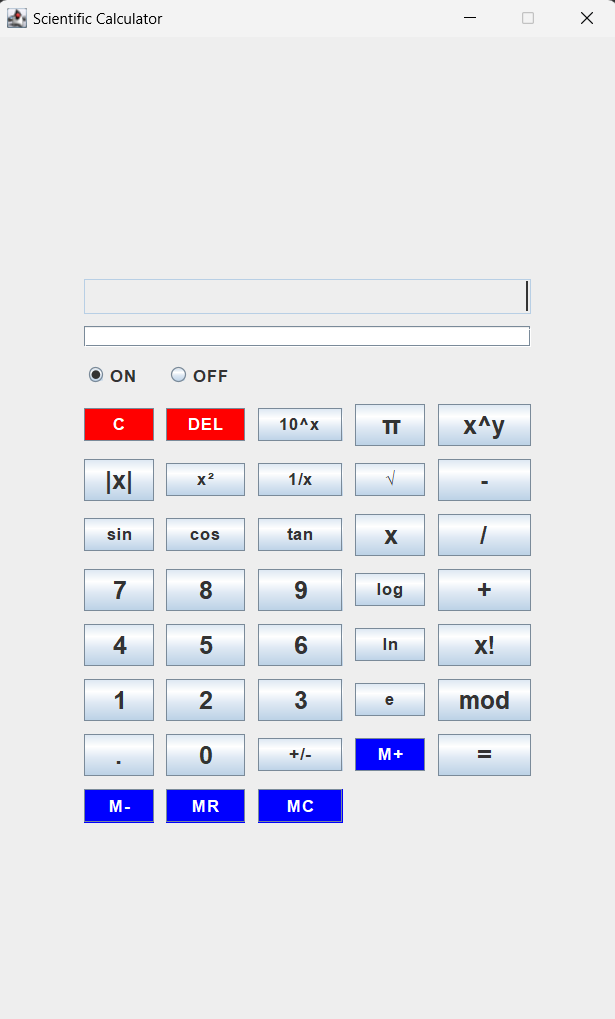 Scientific Calculator
ON OFF
C DEL 10^x π x^y
|x| x² 1/x √ -
sin cos tan x /
7 8 9 log +
4 5 6 ln x!
1 2 3 e mod
. 0 +/- M+ =
M- MR MC